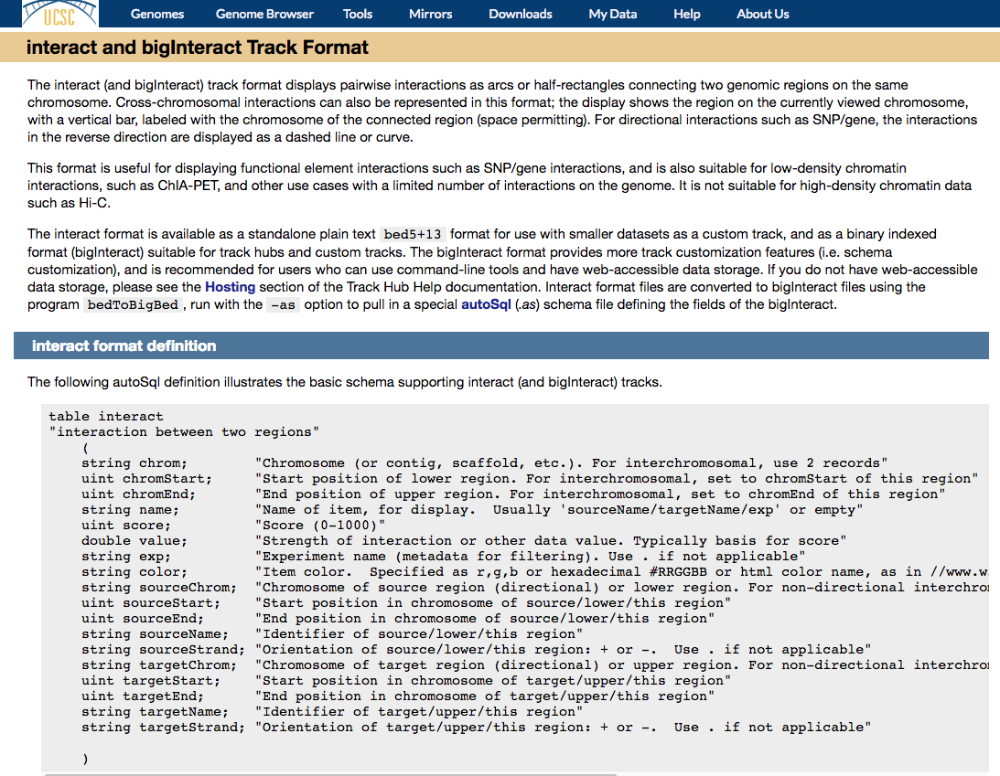 UCSC
Genomes Genome Browser Tools Mirrors Downloads My Data Help About Us
interact and bigInteract Track Format
The interact (and bigInteract) track format displays pairwise interactions as arcs or half-rectangles connecting two genomic regions on the same
chromosome. Cross-chromosomal interactions can also be represented in this format; the display shows the region on the currently viewed chromosome,
with a vertical bar, labeled with the chromosome of the connected region (space permitting). For directional interactions such as SNP/gene, the interactions
in the reverse direction are displayed as a dashed line or curve.
This format is useful for displaying functional element interactions such as SNP/gene interactions, and is also suitable for low-density chromatin
interactions, such as ChIA-PET, and other use cases with a limited number of interactions on the genome. It is not suitable for high-density chromatin data
such as Hi-C.
The interact format is available as a standalone plain text bed5+13 format for use with smaller datasets as a custom track, and as a binary indexed
format (bigInteract) suitable for track hubs and custom tracks. The bigInteract format provides more track customization features (i.e. schema
customization), and is recommended for users who can use command-line tools and have web-accessible data storage. If you do not have web-accessible
data storage, please see the Hosting section of the Track Hub Help documentation. Interact format files are converted to bigInteract files using the
program bedToBigBed , run with the -as option to pull in a special autoSql (.as) schema file defining the fields of the bigInteract.
interact format definition
The following autoSql definition illustrates the basic schema supporting interact (and bigInteract) tracks.
table interact
"interaction between two regions"
(
string chrom; "Chromosome (or contig, scaffold, etc.). For interchromosomal, use 2 records"
uint chromStart; "Start position of lower region. For interchromosomal, set to chromStart of this region"
uint chromEnd; "End position of upper region. For interchromosomal, set to chromEnd of this region"
string name; "Name of item, for display. Usually 'sourceName/targetName/exp' or empty"
uint score; "Score (0-1000)"
double value; "Strength of interaction or other data value. Typically basis for score"
string exp; "Experiment name (metadata for filtering). Use . if not applicable"
string color; "Item color. Specified as r,g,b or hexadecimal #RRGGBB or html color name, as in //www.w
string sourceChrom; "Chromosome of source region (directional) or lower region. For non-directional interchro
uint sourceStart; "Start position in chromosome of source/lower/this region"
uint sourceEnd; "End position in chromosome of source/lower/this region"
string sourceName; "Identifier of source/lower/this region"
string sourceStrand; "Orientation of source/lower/this region: + or -. Use . if not applicable"
string targetChrom; "Chromosome of target region (directional) or upper region. For non-directional interchro
uint targetStart; "Start position in chromosome of target/upper/this region"
uint targetEnd; "End position in chromosome of target/upper/this region"
string targetName; "Identifier of target/upper/this region"
string targetStrand; "Orientation of target/upper/this region: + or -. Use . if not applicable"
)